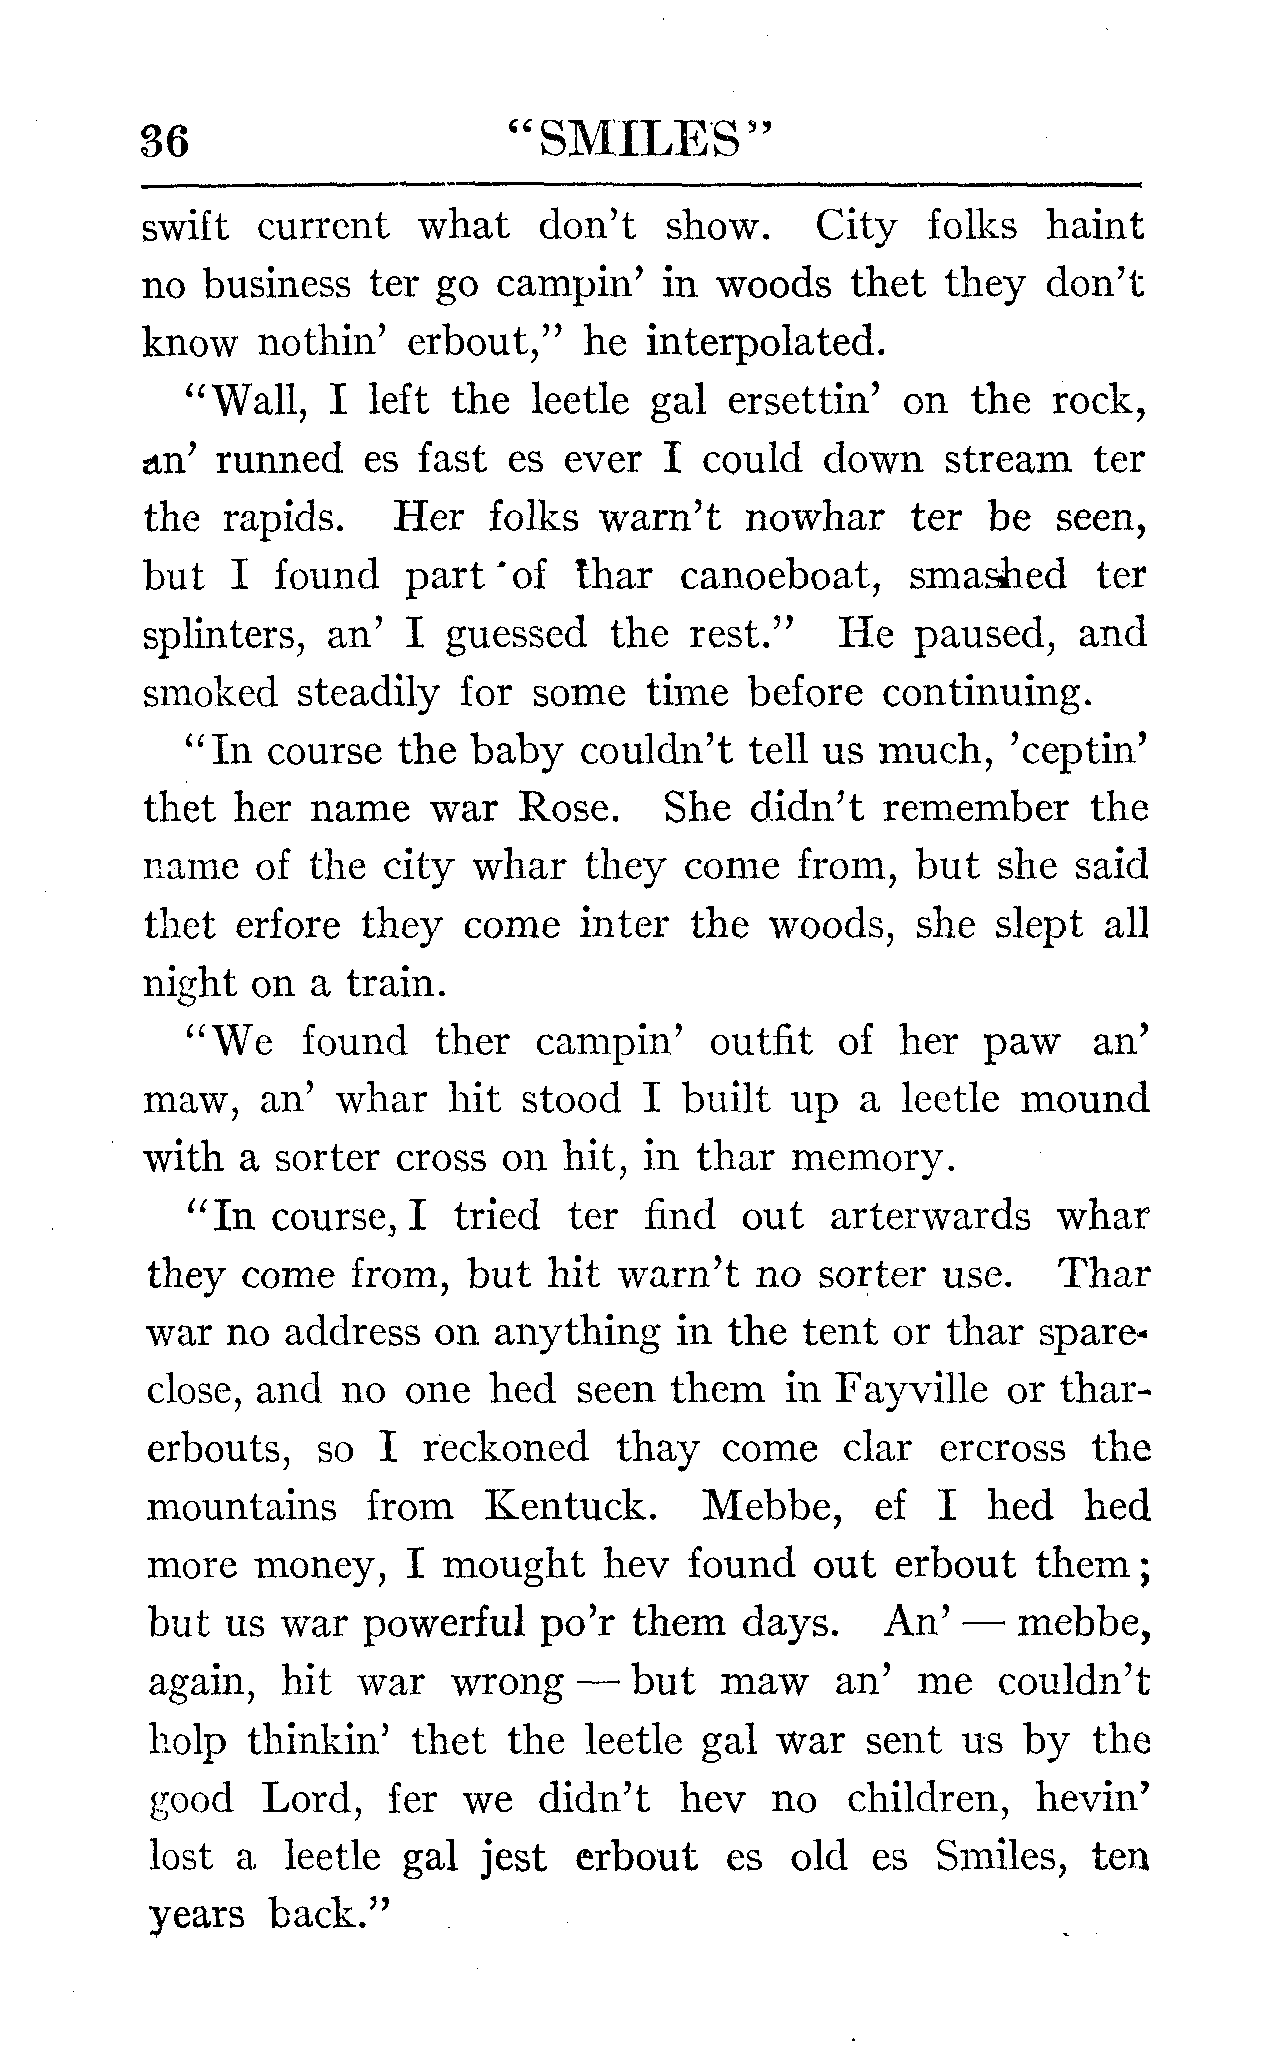 36 "SMILES"
swift current what don't show. City folks haint
no business ter go campin' in woods thet they don't
know nothin' erbout," he interpolated.
"Wall, I left the leetle gal ersettin' on the rock,
an' runned es fast es ever I could down stream ter
the rapids. Her folks warn't nowhar ter be seen,
but I found part of thar canoeboat, smashed ter
splinters, an' I guessed the rest." He paused, and
smoked steadily for some time before continuing.
"In course the baby couldn't tell us much, 'ceptin'
thet her name war Rose. She didn't remember the
name of the city whar they come from, but she said
thet erfore they come inter the woods, she slept all
night on a train.
"We found ther campin' outfit of her paw an'
maw, an' whar hit stood I built up a leetle mound
with a sorter cross on hit, in thar memory.
"In course, I tried ter find out arterwards whar
they come from, but hit warn't no sorter use. Thar
war no address on anything in the tent or thar spare-
close, and no one hed seen them in Fayville or thar-
erbouts, so I reckoned thay come clar ercross the
mountains from Kentuck. Mebbe, ef I hed hed
more money, I mought hev found out erbout them;
but us war powerful po'r them days. An' — mebbe,
again, hit war wrong — but maw an' me couldn't
holp thinkin' thet the leetle gal war sent us by the
good Lord, fer we didn't hev no children, hevin'
lost a leetle gal jest erbout es old es Smiles, ten
years back."